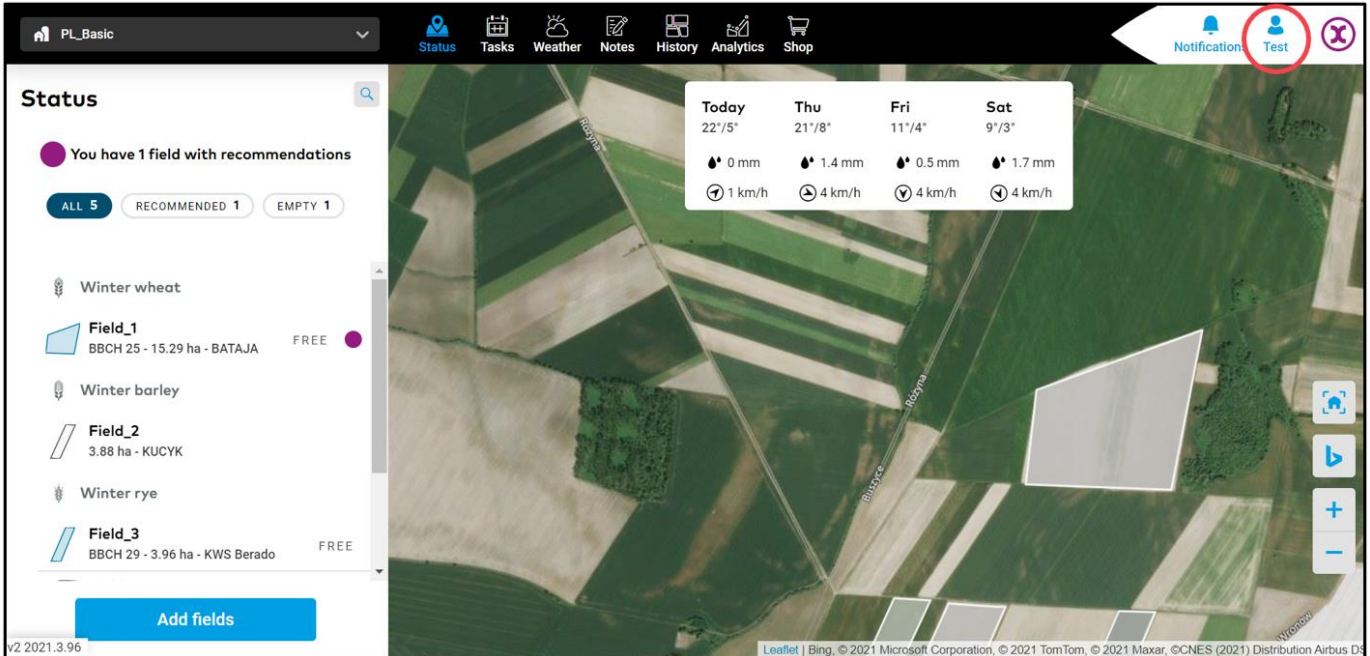 PL_Basic
Status
Tasks
Weather
Notes
History
Analytics
Shop
Notifications
Test
Status
You have 1 field with recommendations
ALL 5
RECOMMENDED 1
EMPTY 1
Winter wheat
Field_1
BBCH 25 - 15.29 ha - BATAJA
FREE
Winter barley
Field_2
3.88 ha - KUCYK
Winter rye
Field_3
BBCH 29 - 3.96 ha - KWS Berado
FREE
Add fields
v2 2021.3.96
Today Thu Fri Sat
22°/5° 21°/8° 11°/4° 9°/3°
0 mm 1.4 mm 0.5 mm 1.7 mm
1 km/h 4 km/h 4 km/h 4 km/h
Różyna
Różyna
Buszyce
Wronów
+
−
Leaflet | Bing, © 2021 Microsoft Corporation, © 2021 TomTom, © 2021 Maxar, ©CNES (2021) Distribution Airbus DS